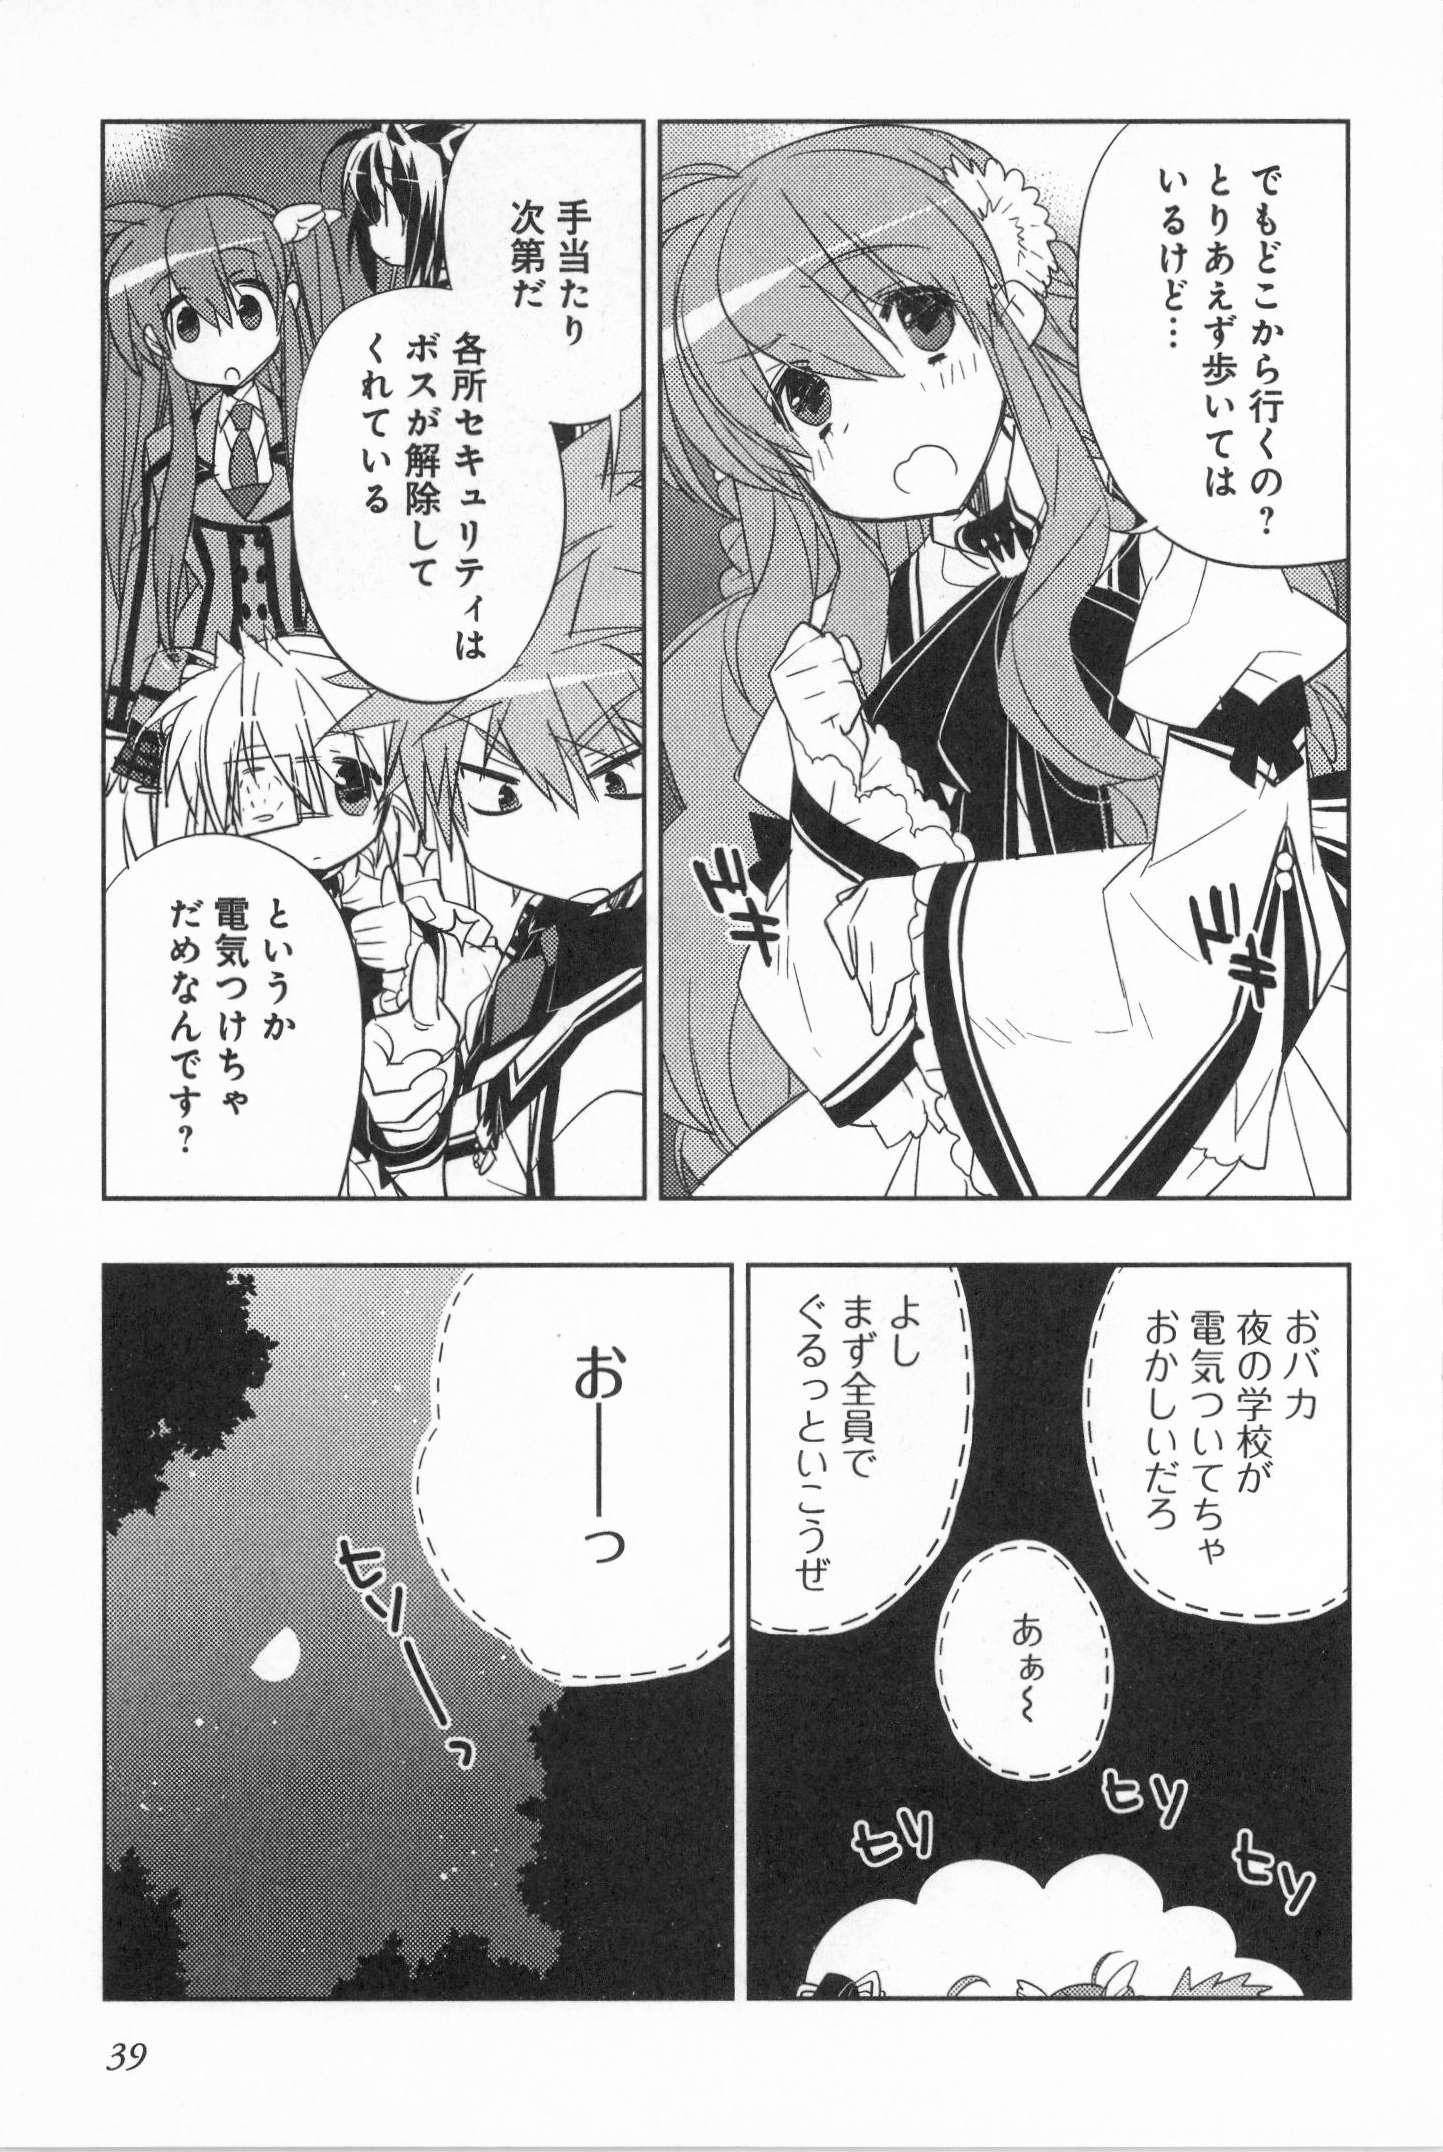 でもどこから行くの?
とりあえず歩いては
いるけど…
ドキ
ドキ
手当たり
次第だ
各所セキュリティは
ボスが解除して
くれている
というか
電気つけちゃ
だめなんです?
おバカ
夜の学校が
電気ついてちゃ
おかしいだろ
あぁ〜
よし
まず全員で
ぐるっといこうぜ
ヒソ
ヒソ
ヒソ
おーーっ
ヒソーーっ
39